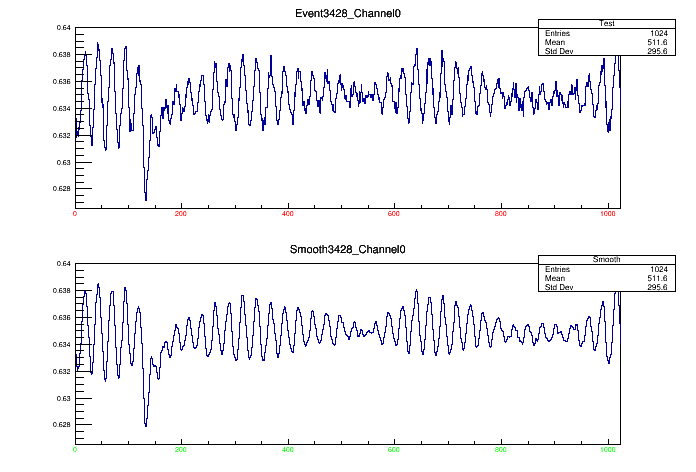 Event3428_Channel0
Test
Entries 1024
Mean 511.6
Std Dev 295.6
0.64
0.638
0.636
0.634
0.632
0.63
0.628
0 200 400 600 800 1000
Smooth3428_Channel0
Smooth
Entries 1024
Mean 511.6
Std Dev 295.6
0.64
0.638
0.636
0.634
0.632
0.63
0.628
0 200 400 600 800 1000